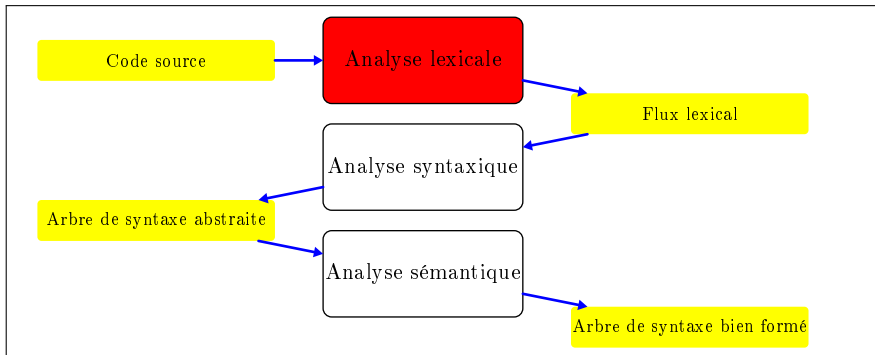 Code source
Analyse lexicale
Flux lexical
Analyse syntaxique
Arbre de syntaxe abstraite
Analyse sémantique
Arbre de syntaxe bien formé